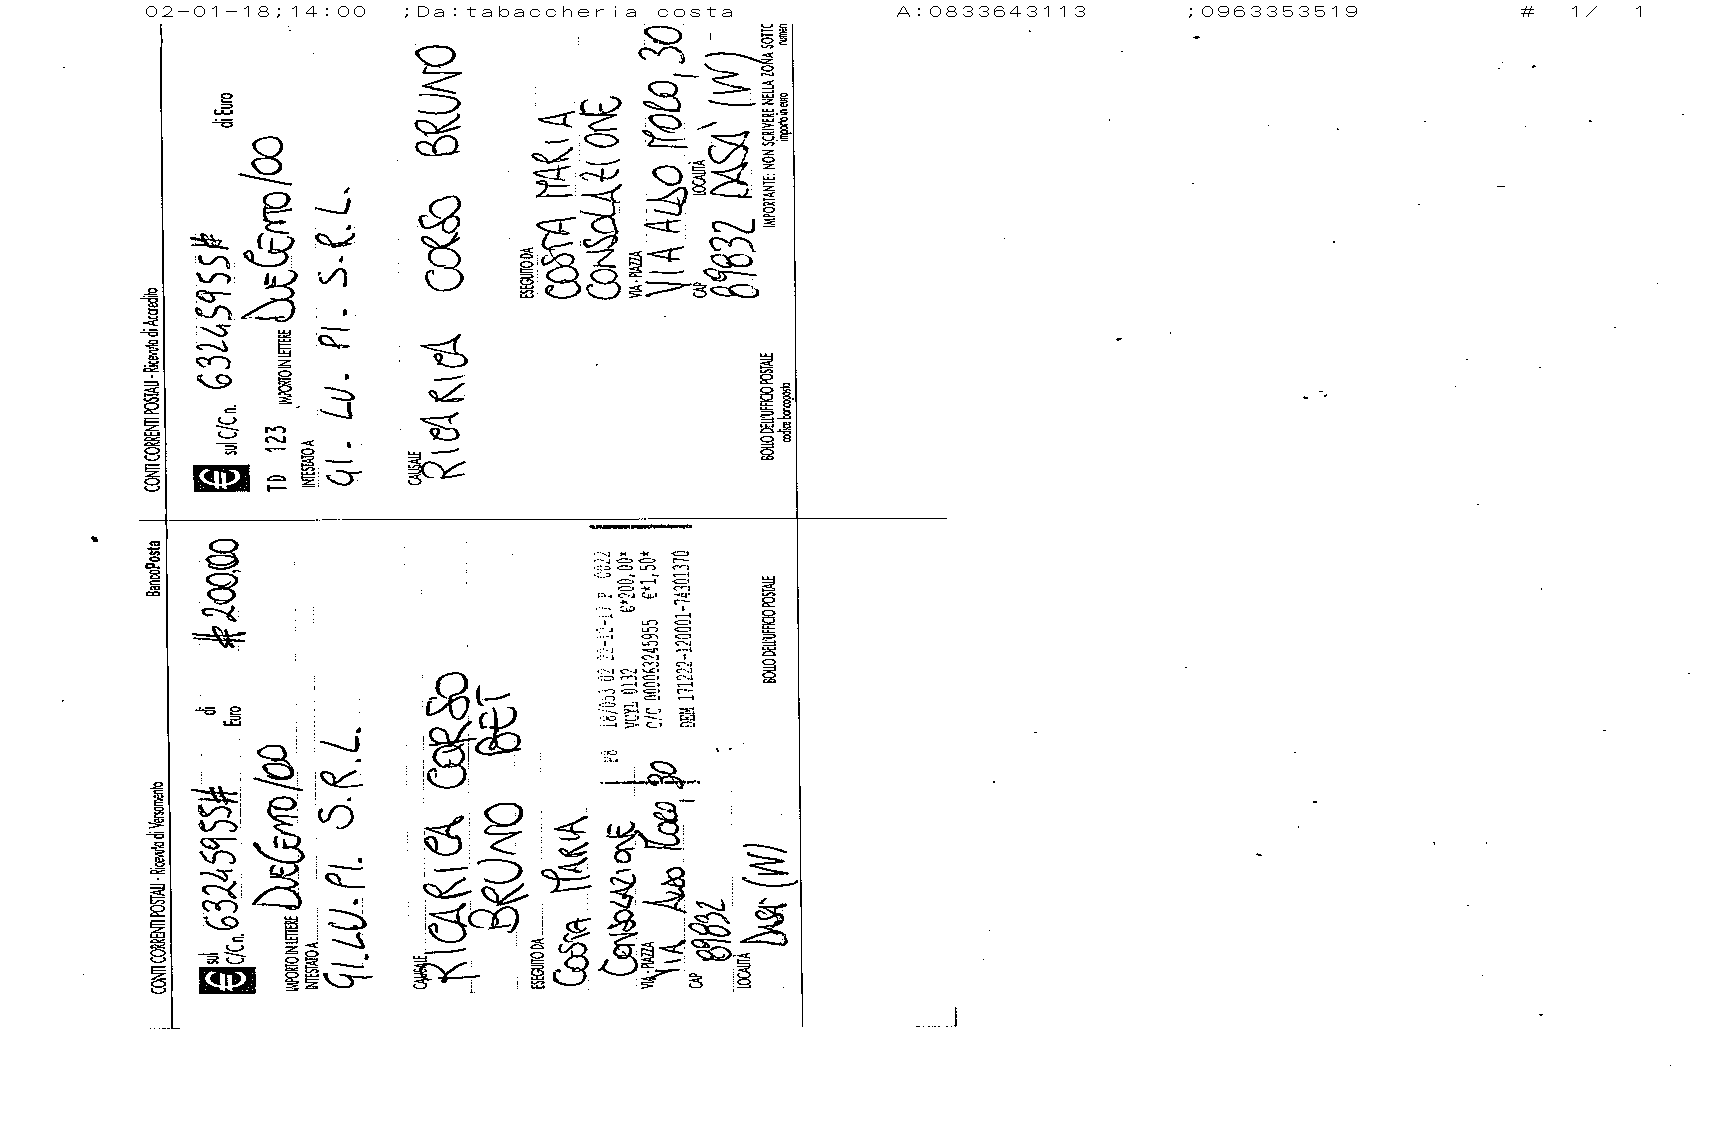 02-01-18;14:00 ;Da:tabaccheria costa A:0833643113 ;0963353519 # 1/ 1
CONTI CORRENTI POSTALI - Ricevuta di Versamento BancoPosta
€ sul C/C n. 63245955# di Euro #200,00
IMPORTO IN LETTERE DUECENTO/00
INTESTATO A
GI.LU.PI. S.R.L.
CAUSALE
RICARICA CORSO
BRUNO BET
ESEGUITO DA
COSTA MARIA
CONSOLAZIONE
VIA - PIAZZA
VIA ALDO MORO, 30
CAP
89832
LOCALITÀ
DASÀ (VV)
18/053 02 22-12-17 P 0022
VCYL 0132 €*200,00*
C/C 000063245955 €*1,50*
DEM 171222-120001-74301370
BOLLO DELL'UFFICIO POSTALE
CONTI CORRENTI POSTALI - Ricevuta di Accredito
€ sul C/C n. 63245955# di Euro
TD 123 IMPORTO IN LETTERE DUECENTO/00
INTESTATO A
GI. LU. PI. S.R.L.
CAUSALE
RICARICA CORSO BRUNO
ESEGUITO DA
COSTA MARIA
CONSOLAZIONE
VIA - PIAZZA
VIA ALDO MORO, 30
CAP LOCALITÀ
89832 DASÀ (VV)
BOLLO DELL'UFFICIO POSTALE
codice bancoposta
IMPORTANTE: NON SCRIVERE NELLA ZONA SOTTO
importo in euro numero